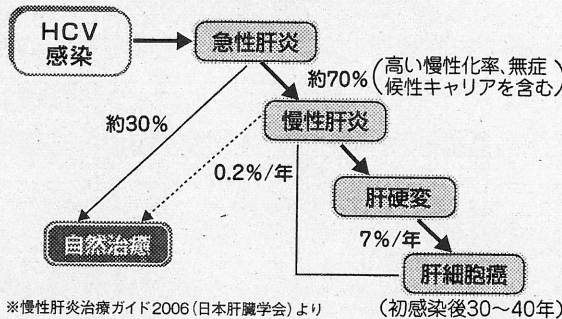 HCV
感染
急性肝炎
約70%
(高い慢性化率、無症
候性キャリアを含む)
約30%
慢性肝炎
0.2%/年
肝硬変
自然治癒
7%/年
肝細胞癌
(初感染後30〜40年)
※慢性肝炎治療ガイド2006(日本肝臓学会)より